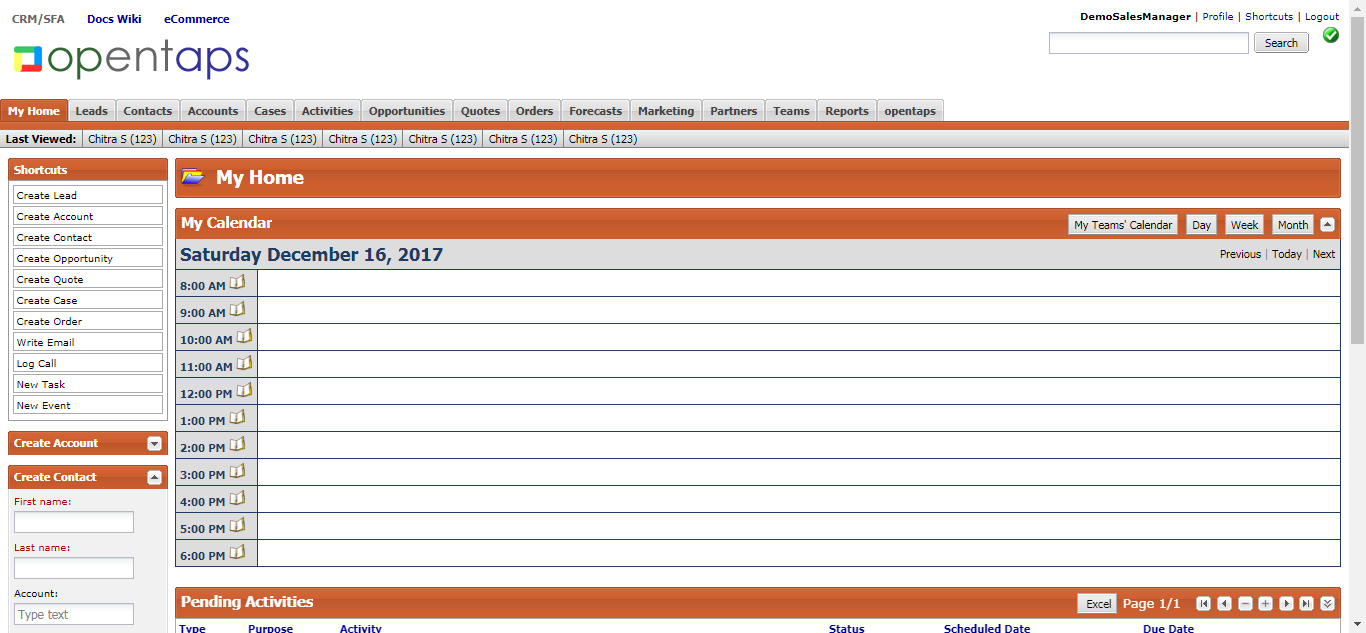 CRM/SFA Docs Wiki eCommerce
DemoSalesManager | Profile | Shortcuts | Logout
opentaps
Search
My Home Leads Contacts Accounts Cases Activities Opportunities Quotes Orders Forecasts Marketing Partners Teams Reports opentaps
Last Viewed: Chitra S (123) Chitra S (123) Chitra S (123) Chitra S (123) Chitra S (123) Chitra S (123) Chitra S (123)
Shortcuts
Create Lead
Create Account
Create Contact
Create Opportunity
Create Quote
Create Case
Create Order
Write Email
Log Call
New Task
New Event
Create Account
Create Contact
First name:
Last name:
Account:
Type text
My Home
My Calendar My Teams' Calendar Day Week Month
Saturday December 16, 2017 Previous | Today | Next
8:00 AM
9:00 AM
10:00 AM
11:00 AM
12:00 PM
1:00 PM
2:00 PM
3:00 PM
4:00 PM
5:00 PM
6:00 PM
Pending Activities Excel Page 1/1
Type Purpose Activity Status Scheduled Date Due Date